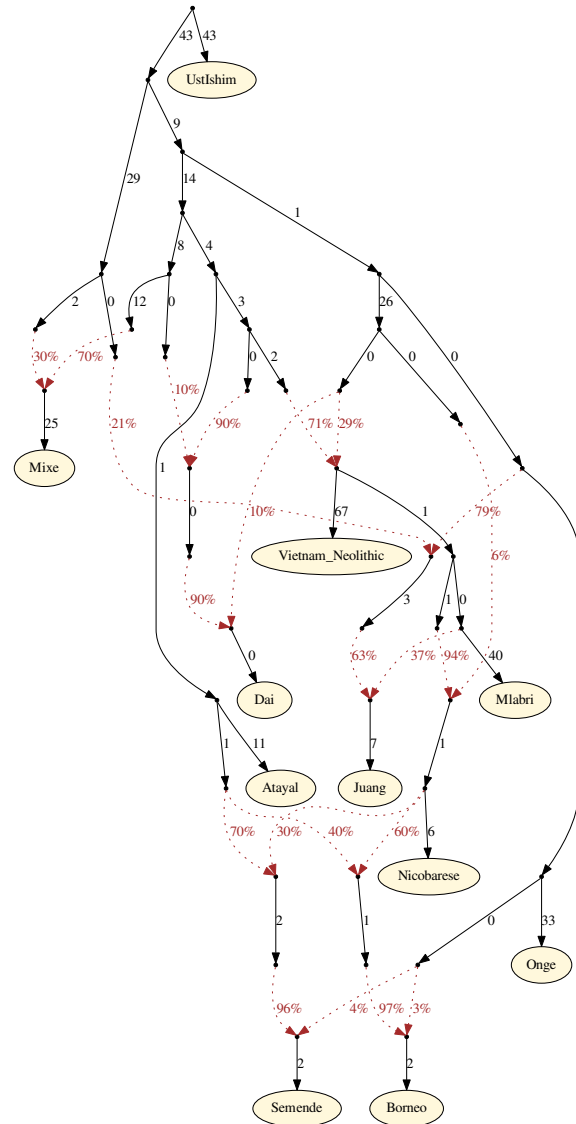 43 43
UstIshim
9
29 14
1
8 4
2 0 12 0 3 26
0 2 0 0 0
30% 70% 10%
21% 90% 71% 29%
25
Mixe
1 10% 67 1 79%
0 6%
Vietnam_Neolithic
90% 3 1 0
0 63% 37% 94% 40
Dai Mlabri
1 11 7 1
Atayal Juang
70% 30% 40% 60% 6
Nicobarese
2 1 0 33
Onge
96% 4% 97% 3%
2 2
Semende Borneo